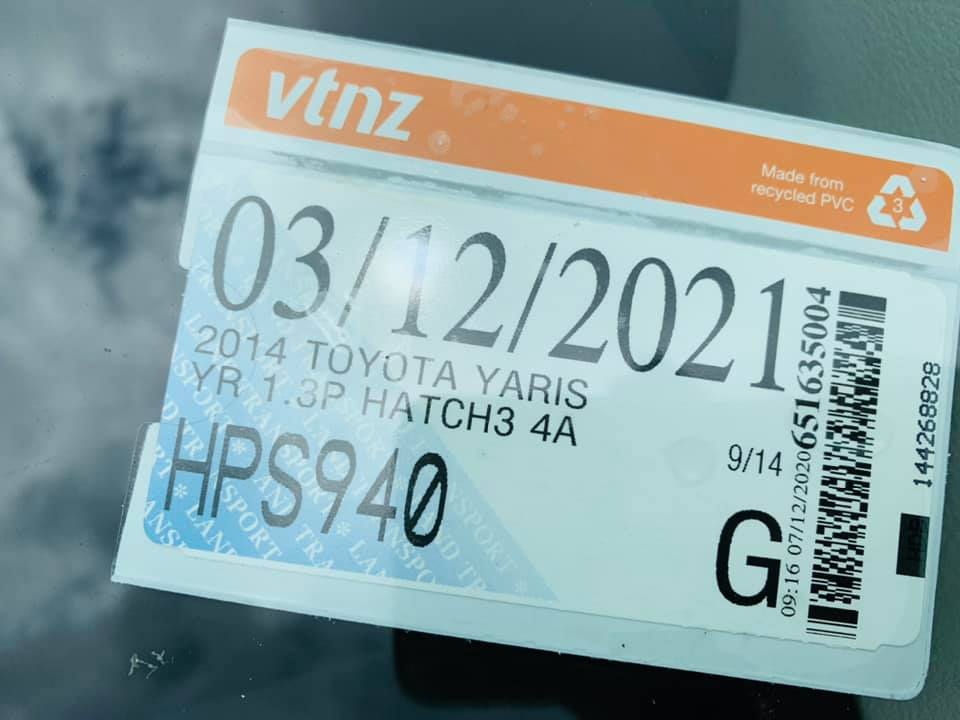 vtnz
Made from
recycled PVC
3
03/12/2021
2014 TOYOTA YARIS
YR 1.3P HATCH3 4A
HPS940
9/14
G
09:16 07/12/2020
651635004
144268828